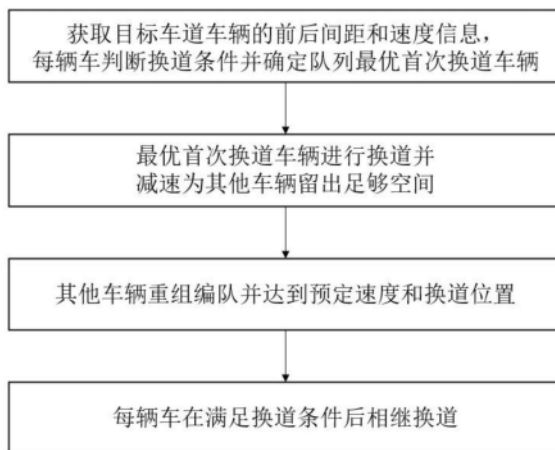 获取目标车道车辆的前后间距和速度信息，
每辆车判断换道条件并确定队列最优首次换道车辆
最优首次换道车辆进行换道并
减速为其他车辆留出足够空间
其他车辆重组编队并达到预定速度和换道位置
每辆车在满足换道条件后相继换道